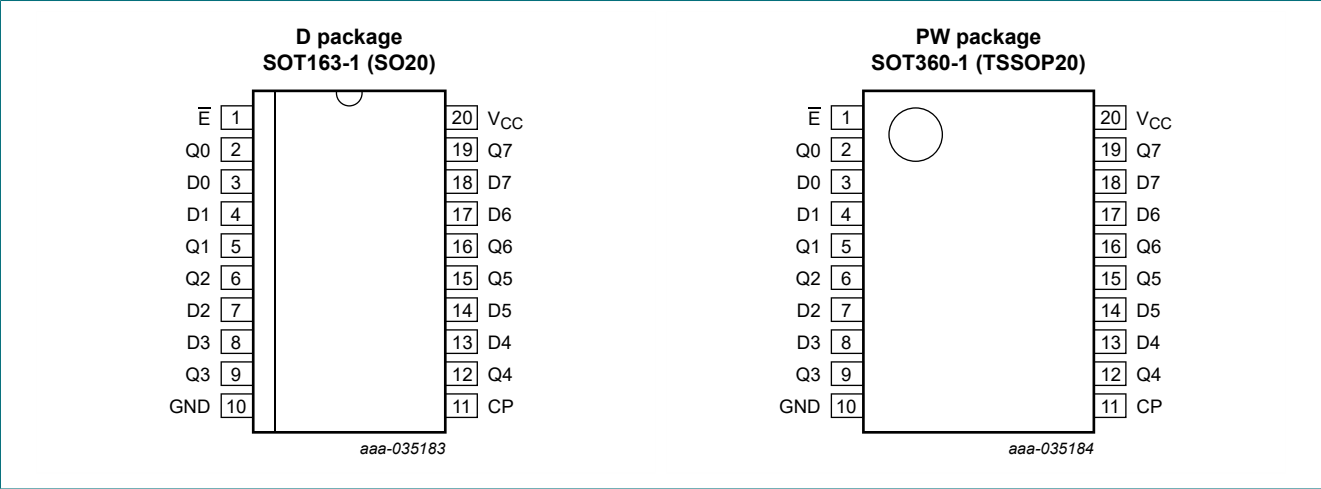 D package
SOT163-1 (SO20)
E̅ 1 20 VCC
Q0 2 19 Q7
D0 3 18 D7
D1 4 17 D6
Q1 5 16 Q6
Q2 6 15 Q5
D2 7 14 D5
D3 8 13 D4
Q3 9 12 Q4
GND 10 11 CP
aaa-035183
PW package
SOT360-1 (TSSOP20)
E̅ 1 20 VCC
Q0 2 19 Q7
D0 3 18 D7
D1 4 17 D6
Q1 5 16 Q6
Q2 6 15 Q5
D2 7 14 D5
D3 8 13 D4
Q3 9 12 Q4
GND 10 11 CP
aaa-035184